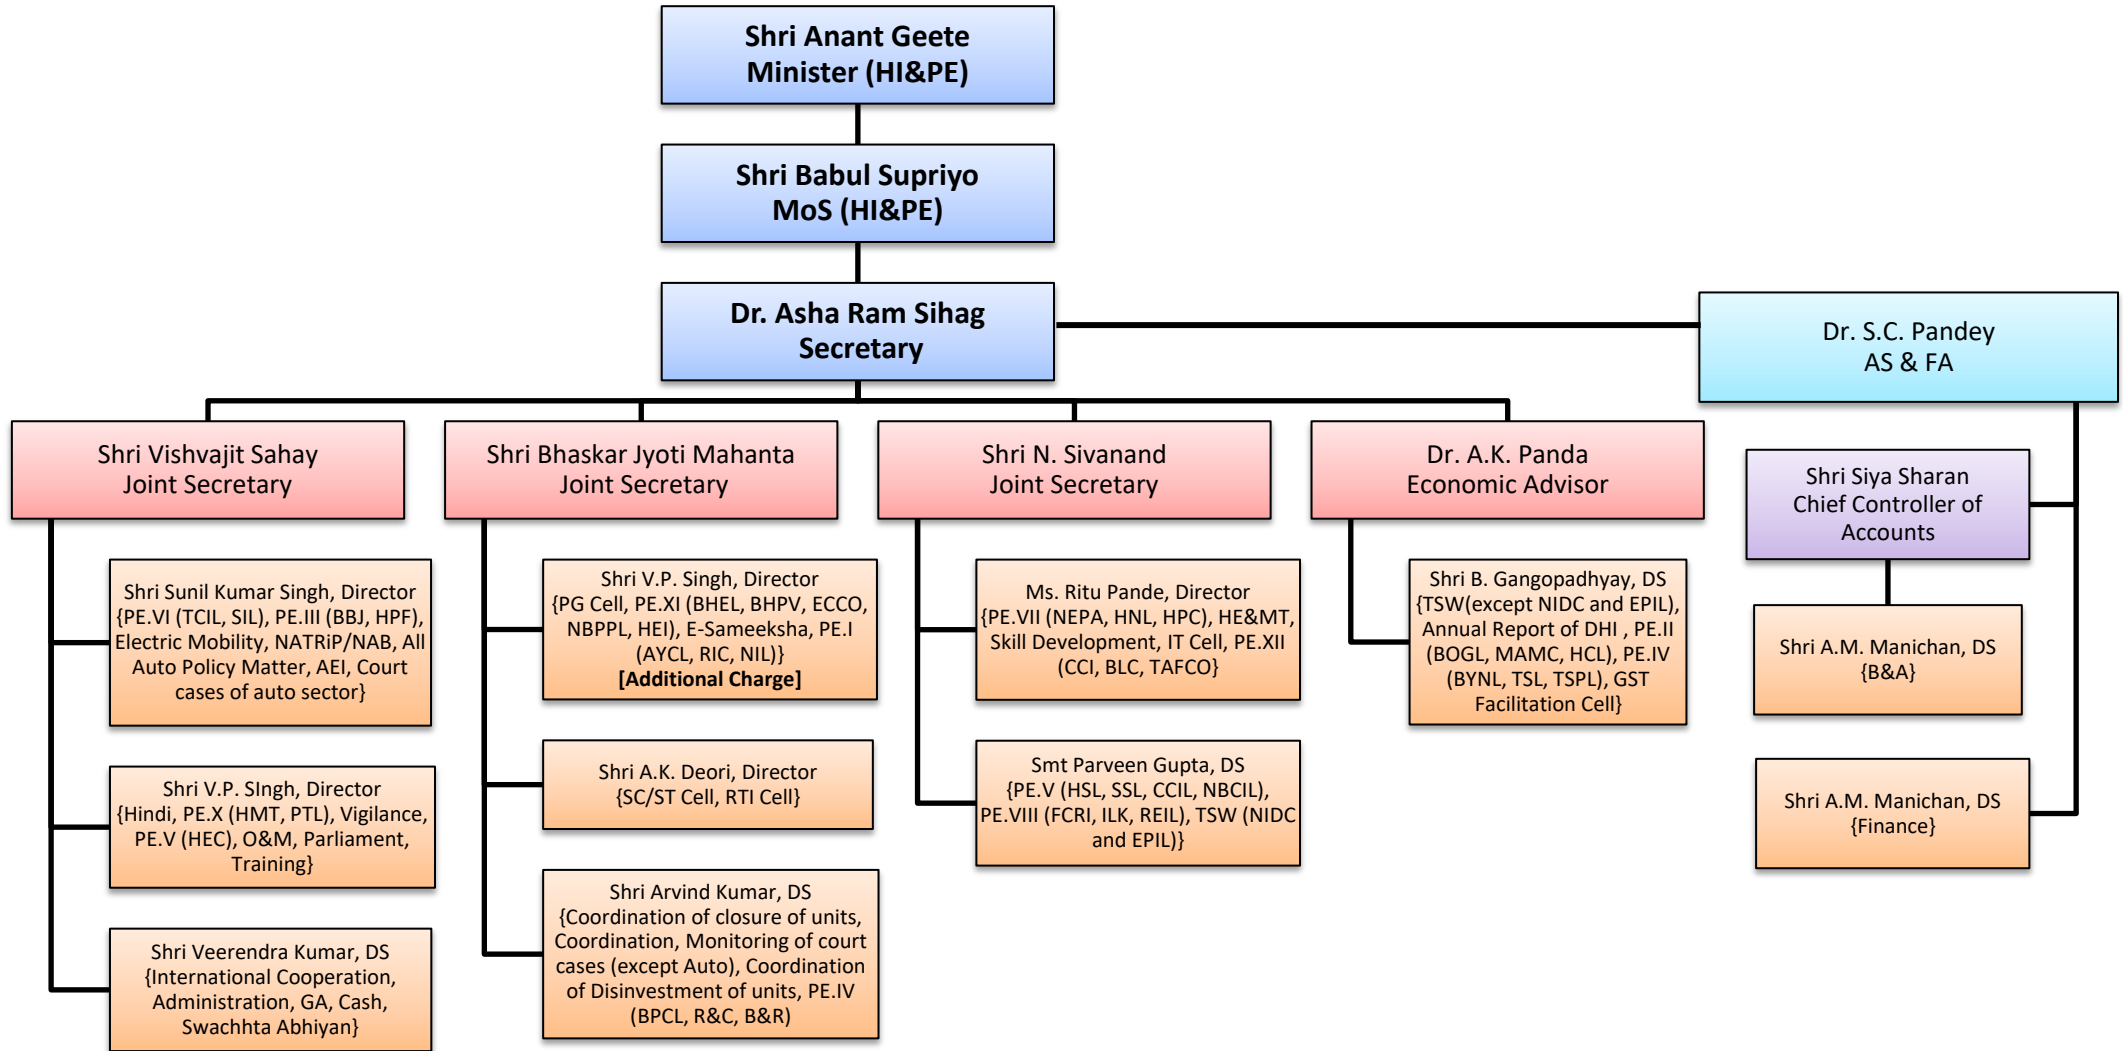 Shri Anant Geete
Minister (HI&PE)
Shri Babul Supriyo
MoS (HI&PE)
Dr. Asha Ram Sihag
Secretary
Dr. S.C. Pandey
AS & FA
Shri Vishvajit Sahay
Joint Secretary
Shri Sunil Kumar Singh, Director
{PE.VI (TCIL, SIL), PE.III (BBJ, HPF),
Electric Mobility, NATRiP/NAB, All
Auto Policy Matter, AEI, Court
cases of auto sector}
Shri V.P. SIngh, Director
{Hindi, PE.X (HMT, PTL), Vigilance,
PE.V (HEC), O&M, Parliament,
Training}
Shri Veerendra Kumar, DS
{International Cooperation,
Administration, GA, Cash,
Swachhta Abhiyan}
Shri Bhaskar Jyoti Mahanta
Joint Secretary
Shri V.P. Singh, Director
{PG Cell, PE.XI (BHEL, BHPV, ECCO,
NBPPL, HEI), E-Sameeksha, PE.I
(AYCL, RIC, NIL)}
[Additional Charge]
Shri A.K. Deori, Director
{SC/ST Cell, RTI Cell}
Shri Arvind Kumar, DS
{Coordination of closure of units,
Coordination, Monitoring of court
cases (except Auto), Coordination
of Disinvestment of units, PE.IV
(BPCL, R&C, B&R)
Shri N. Sivanand
Joint Secretary
Ms. Ritu Pande, Director
{PE.VII (NEPA, HNL, HPC), HE&MT,
Skill Development, IT Cell, PE.XII
(CCI, BLC, TAFCO}
Smt Parveen Gupta, DS
{PE.V (HSL, SSL, CCIL, NBCIL),
PE.VIII (FCRI, ILK, REIL), TSW (NIDC
and EPIL)}
Dr. A.K. Panda
Economic Advisor
Shri B. Gangopadhyay, DS
{TSW(except NIDC and EPIL),
Annual Report of DHI , PE.II
(BOGL, MAMC, HCL), PE.IV
(BYNL, TSL, TSPL), GST
Facilitation Cell}
Shri Siya Sharan
Chief Controller of
Accounts
Shri A.M. Manichan, DS
{B&A}
Shri A.M. Manichan, DS
{Finance}